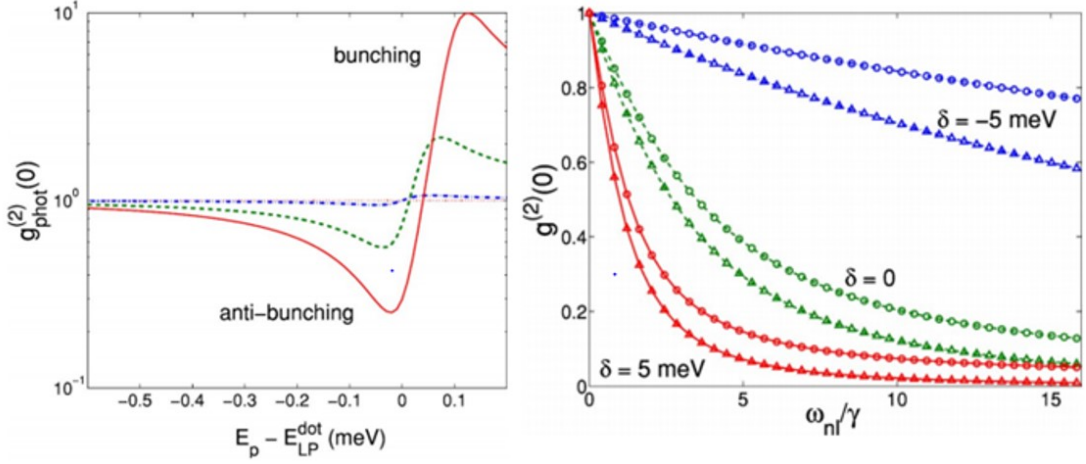 10¹
10⁰
10⁻¹
g⁽²⁾phot(0)
bunching
anti-bunching
−0.5 −0.4 −0.3 −0.2 −0.1 0 0.1
Eₚ − E_LP^dot (meV)
1
0.8
0.6
0.4
0.2
0
g⁽²⁾(0)
δ = −5 meV
δ = 0
δ = 5 meV
0 5 10 15
ωₙₗ/γ